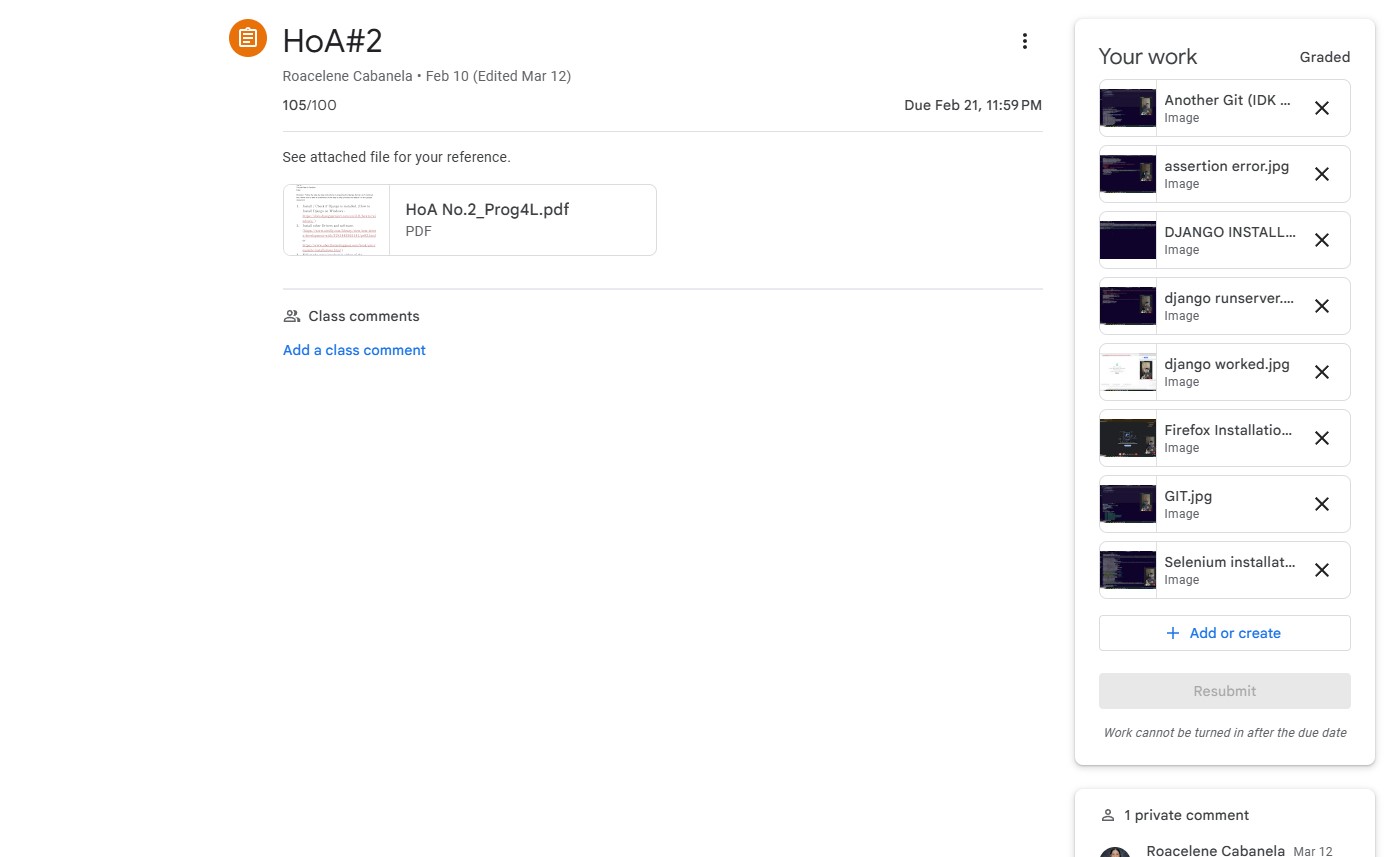 HoA#2
Roacelene Cabanela • Feb 10 (Edited Mar 12)
105/100
Due Feb 21, 11:59 PM
See attached file for your reference.
HoA No.2_Prog4L.pdf
PDF
Class comments
Add a class comment
Your work
Graded
Another Git (IDK ...
Image
assertion error.jpg
Image
DJANGO INSTALL...
Image
django runserver....
Image
django worked.jpg
Image
Firefox Installatio...
Image
GIT.jpg
Image
Selenium installat...
Image
Add or create
Resubmit
Work cannot be turned in after the due date
1 private comment
Roacelene Cabanela Mar 12